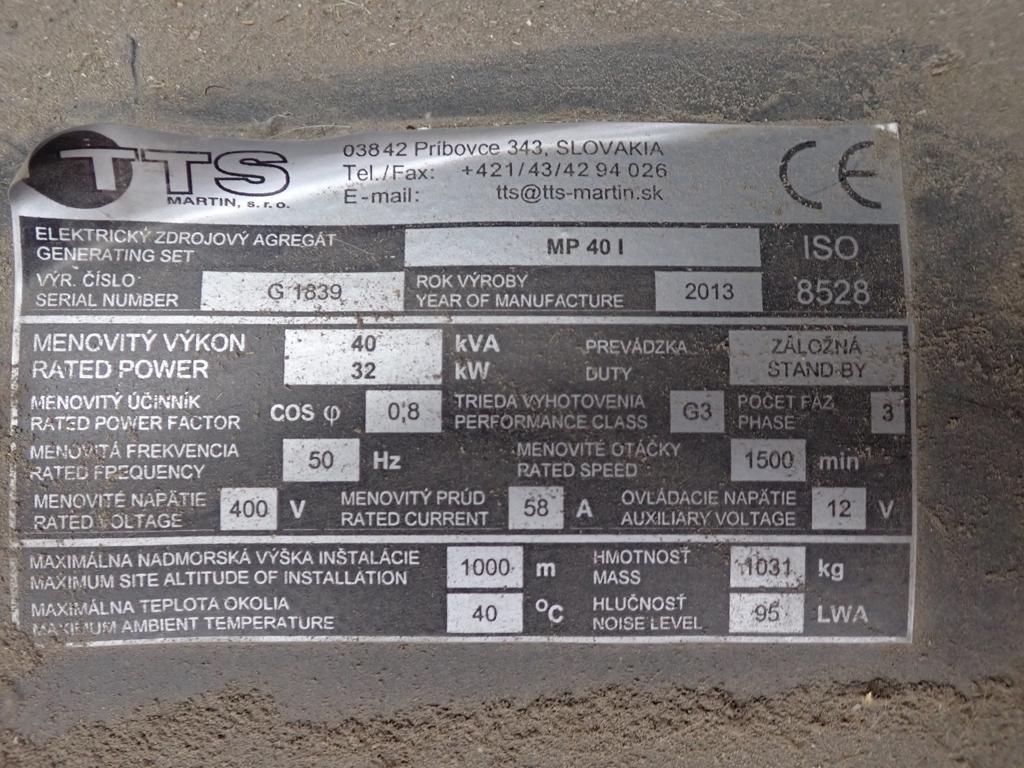 TTS
MARTIN, s.r.o.
03842 Príbovce 343, SLOVAKIA
Tel./Fax: +421/43/42 94 026
E-mail: tts@tts-martin.sk
CE
ELEKTRICKÝ ZDROJOVÝ AGREGÁT
GENERATING SET
MP 40 I
ISO
8528
VÝR. ČÍSLO
SERIAL NUMBER
G 1839
ROK VÝROBY
YEAR OF MANUFACTURE
2013
MENOVITÝ VÝKON 40 kVA
RATED POWER 32 kW
PREVÁDZKA ZÁLOŽNÁ
DUTY STAND-BY
MENOVITÝ ÚČINNÍK
RATED POWER FACTOR
COS φ 0,8
TRIEDA VYHOTOVENIA
PERFORMANCE CLASS
G3
POČET FÁZ
PHASE
3
MENOVITÁ FREKVENCIA
RATED FREQUENCY
50 Hz
MENOVITÉ OTÁČKY
RATED SPEED
1500 min
MENOVITÉ NAPÄTIE
RATED VOLTAGE
400 V
MENOVITÝ PRÚD
RATED CURRENT
58 A
OVLÁDACIE NAPÄTIE
AUXILIARY VOLTAGE
12 V
MAXIMÁLNA NADMORSKÁ VÝŠKA INŠTALÁCIE
MAXIMUM SITE ALTITUDE OF INSTALLATION
1000 m
HMOTNOSŤ
MASS
1031 kg
MAXIMÁLNA TEPLOTA OKOLIA
MAXIMUM AMBIENT TEMPERATURE
40 °C
HLUČNOSŤ
NOISE LEVEL
95 LWA